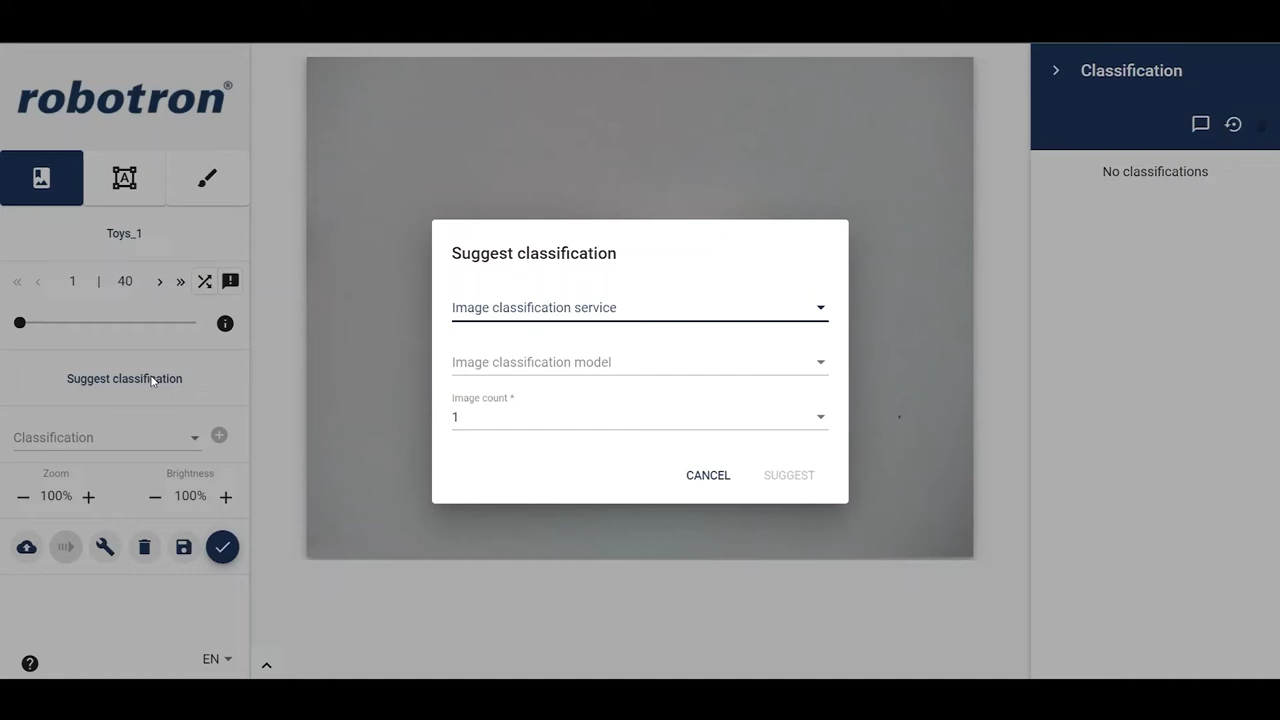 robotron®
Toys_1
1 | 40
Suggest classification
Classification
Zoom
Brightness
100%
100%
EN
Suggest classification
Image classification service
Image classification model
Image count *
1
CANCEL
SUGGEST
Classification
No classifications